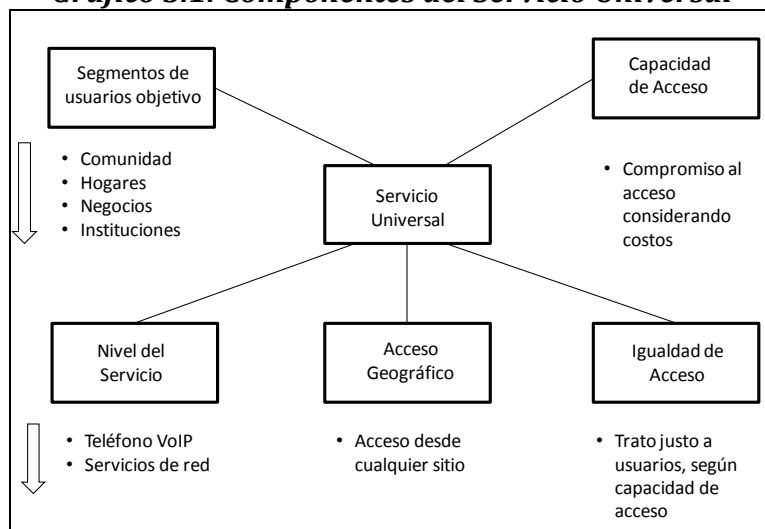 Gráfico 3.1. Componentes del Servicio Universal
Segmentos de
usuarios objetivo
• Comunidad
• Hogares
• Negocios
• Instituciones
Capacidad
de Acceso
• Compromiso al
acceso
considerando
costos
Servicio
Universal
Nivel del
Servicio
• Teléfono VoIP
• Servicios de red
Acceso
Geográfico
• Acceso desde
cualquier sitio
Igualdad de
Acceso
• Trato justo a
usuarios, según
capacidad de
acceso